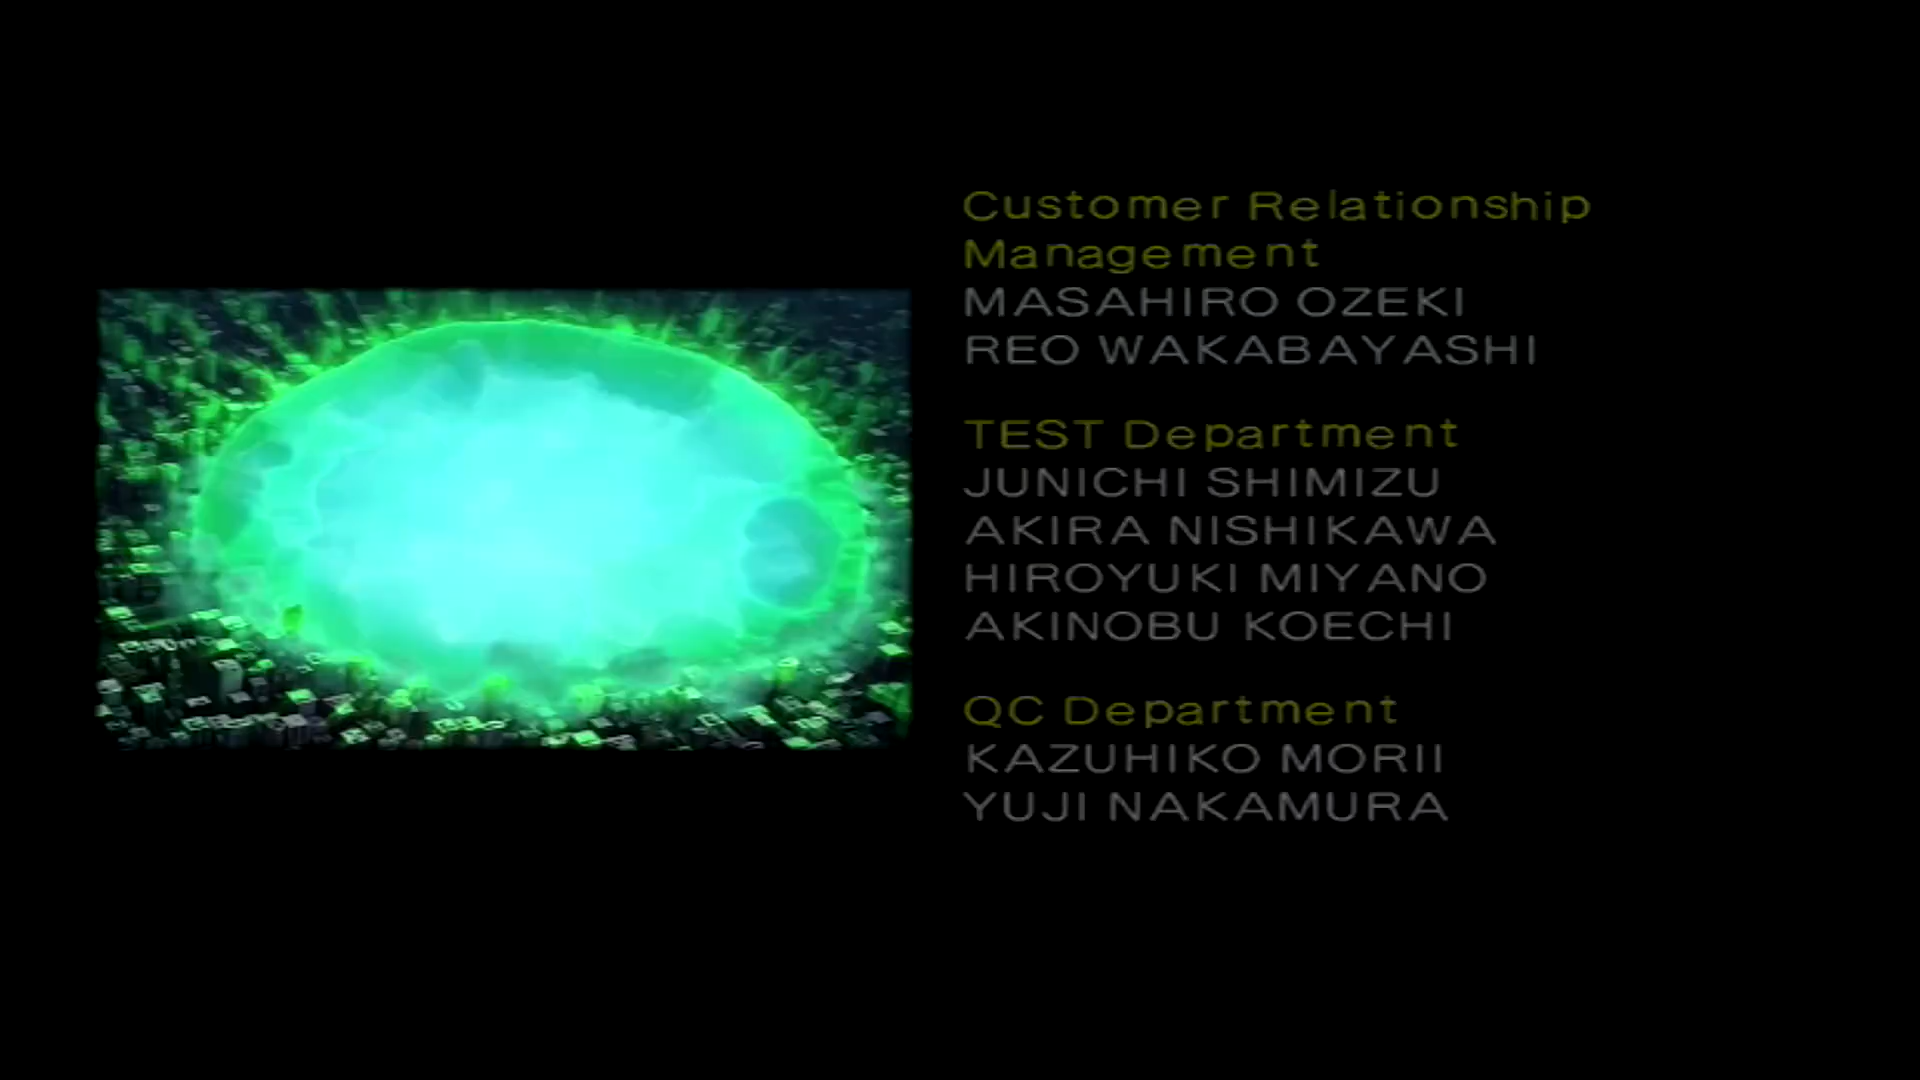 Customer Relationship
Management
MASAHIRO OZEKI
REO WAKABAYASHI
TEST Department
JUNICHI SHIMIZU
AKIRA NISHIKAWA
HIROYUKI MIYANO
AKINOBU KOECHI
QC Department
KAZUHIKO MORII
YUJI NAKAMURA